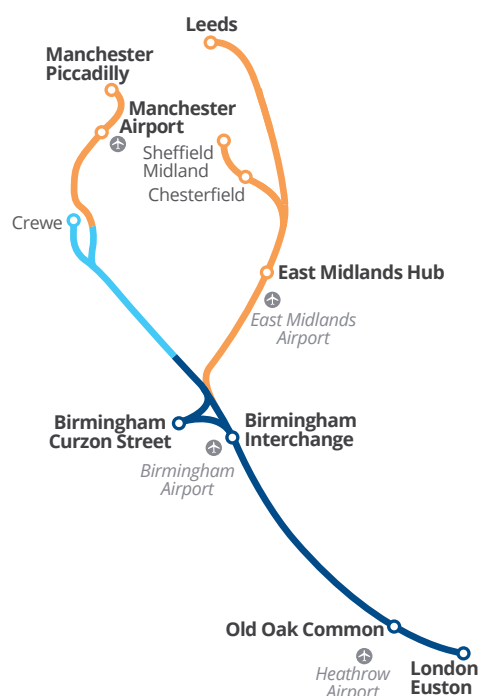 Leeds
Manchester
Piccadilly
Manchester
Airport
Sheffield
Midland
Chesterfield
Crewe
East Midlands Hub
East Midlands
Airport
Birmingham
Curzon Street
Birmingham
Interchange
Birmingham
Airport
Old Oak Common
Heathrow
Airport
London
Euston